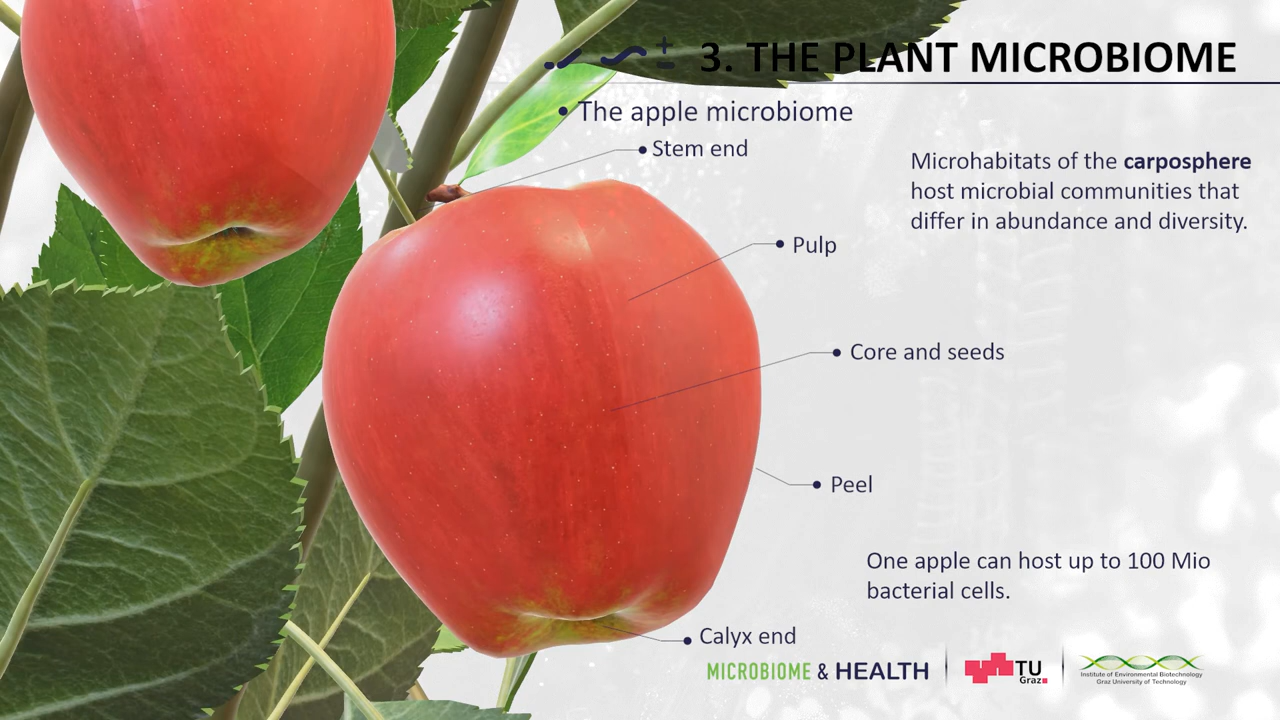 3. THE PLANT MICROBIOME
• The apple microbiome
Stem end
Microhabitats of the carposphere
host microbial communities that
differ in abundance and diversity.
Pulp
Core and seeds
Peel
One apple can host up to 100 Mio
bacterial cells.
Calyx end
MICROBIOME & HEALTH
TU
Graz
Institute of Environmental Biotechnology
Graz University of Technology